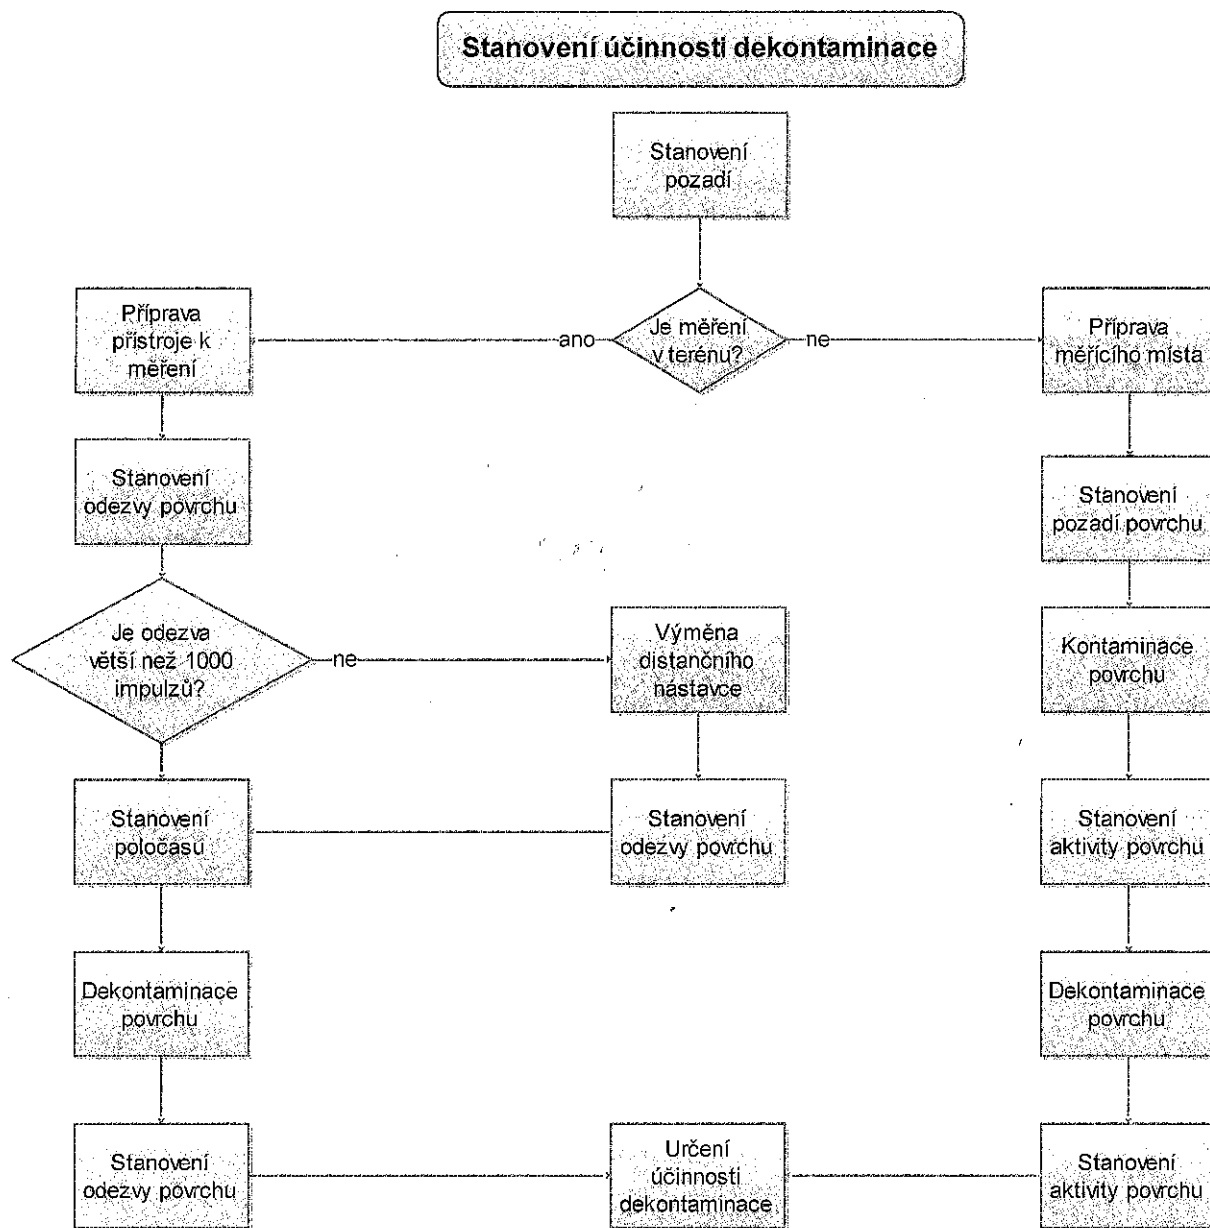 Stanovení účinnosti dekontaminace
Stanovení
pozadí
Je měření
v terénu?
ano
ne
Příprava
přístroje k
měření
Příprava
měřícího místa
Stanovení
odezvy povrchu
Stanovení
pozadí povrchu
Je odezva
větší než 1000
impulzů?
ne
Výměna
distančního
nástavce
Kontaminace
povrchu
Stanovení
poločasů
Stanovení
odezvy povrchu
Stanovení
aktivity povrchu
Dekontaminace
povrchu
Dekontaminace
povrchu
Stanovení
odezvy povrchu
Určení
účinnosti
dekontaminace
Stanovení
aktivity povrchu